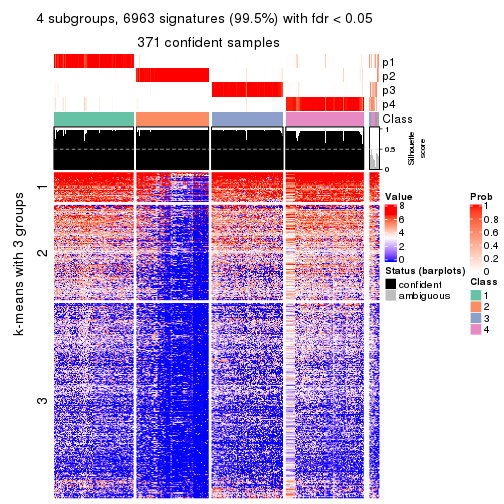 4 subgroups, 6963 signatures (99.5%) with fdr < 0.05
371 confident samples
p1
p2
p3
p4
Class
1
0.5
0
Silhouette
score
k-means with 3 groups
1
2
3
Value
8
6
4
2
0
Status (barplots)
confident
ambiguous
Prob
1
0.8
0.6
0.4
0.2
0
Class
1
2
3
4